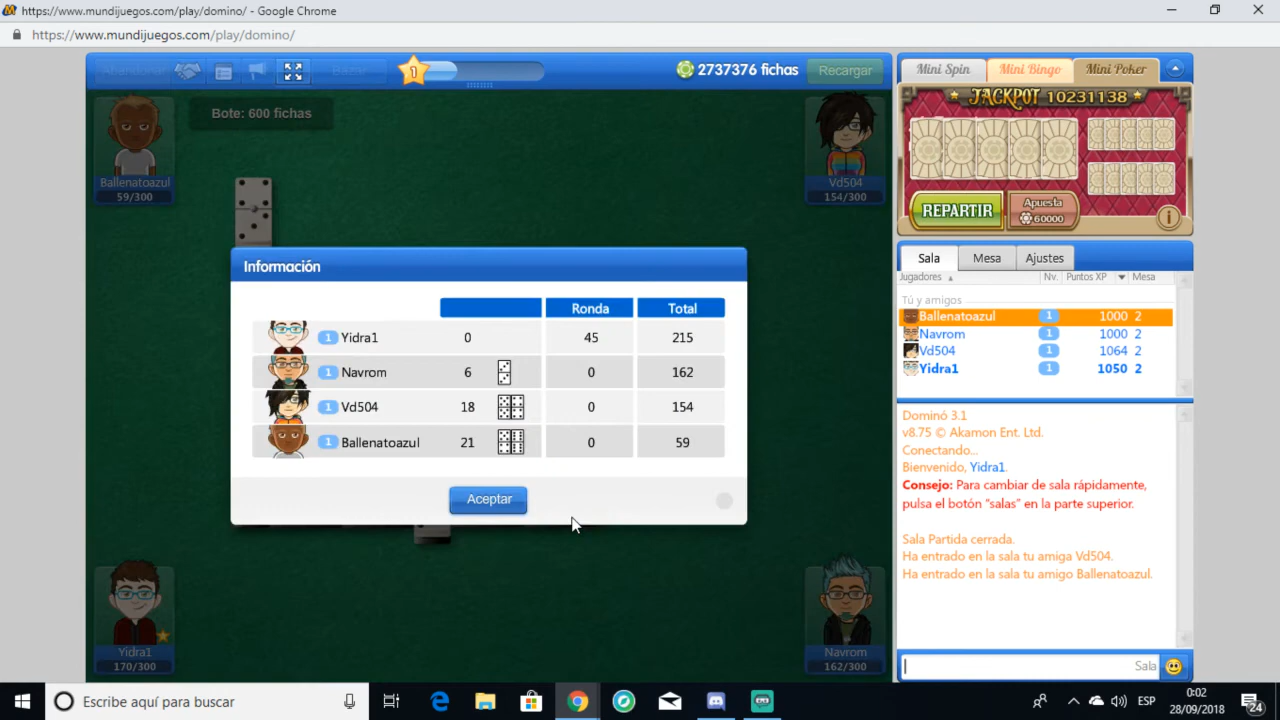 https://www.mundijuegos.com/play/domino/ - Google Chrome
https://www.mundijuegos.com/play/domino/
Abandonar
Bazar
1
2737376 fichas
Recargar
Bote: 600 fichas
Ballenatoazul
59/300
Vd504
154/300
Información
Ronda Total
1 Yidra1 0 45 215
1 Navrom 6 0 162
1 Vd504 18 0 154
1 Ballenatoazul 21 0 59
Aceptar
Yidra1
170/300
Navrom
162/300
Mini Spin Mini Bingo Mini Poker
JACKPOT 10231138
REPARTIR
Apuesta
60000
i
Sala Mesa Ajustes
Jugadores Nv. Puntos XP Mesa
Tú y amigos
Ballenatoazul 1 1000 2
Navrom 1 1000 2
Vd504 1 1064 2
Yidra1 1 1050 2
Dominó 3.1
v8.75 © Akamon Ent. Ltd.
Conectando...
Bienvenido, Yidra1.
Consejo: Para cambiar de sala rápidamente,
pulsa el botón “salas” en la parte superior.
Sala Partida cerrada.
Ha entrado en la sala tu amiga Vd504.
Ha entrado en la sala tu amigo Ballenatoazul.
Sala
Escribe aquí para buscar
ESP
0:02
28/09/2018
24